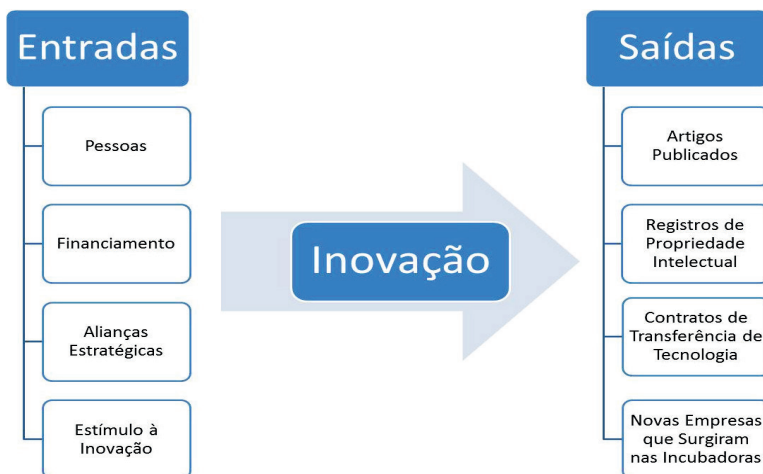 Entradas
Pessoas
Financiamento
Alianças
Estratégicas
Estímulo à
Inovação
Inovação
Saídas
Artigos
Publicados
Registros de
Propriedade
Intelectual
Contratos de
Transferência de
Tecnologia
Novas Empresas
que Surgiram
nas Incubadoras